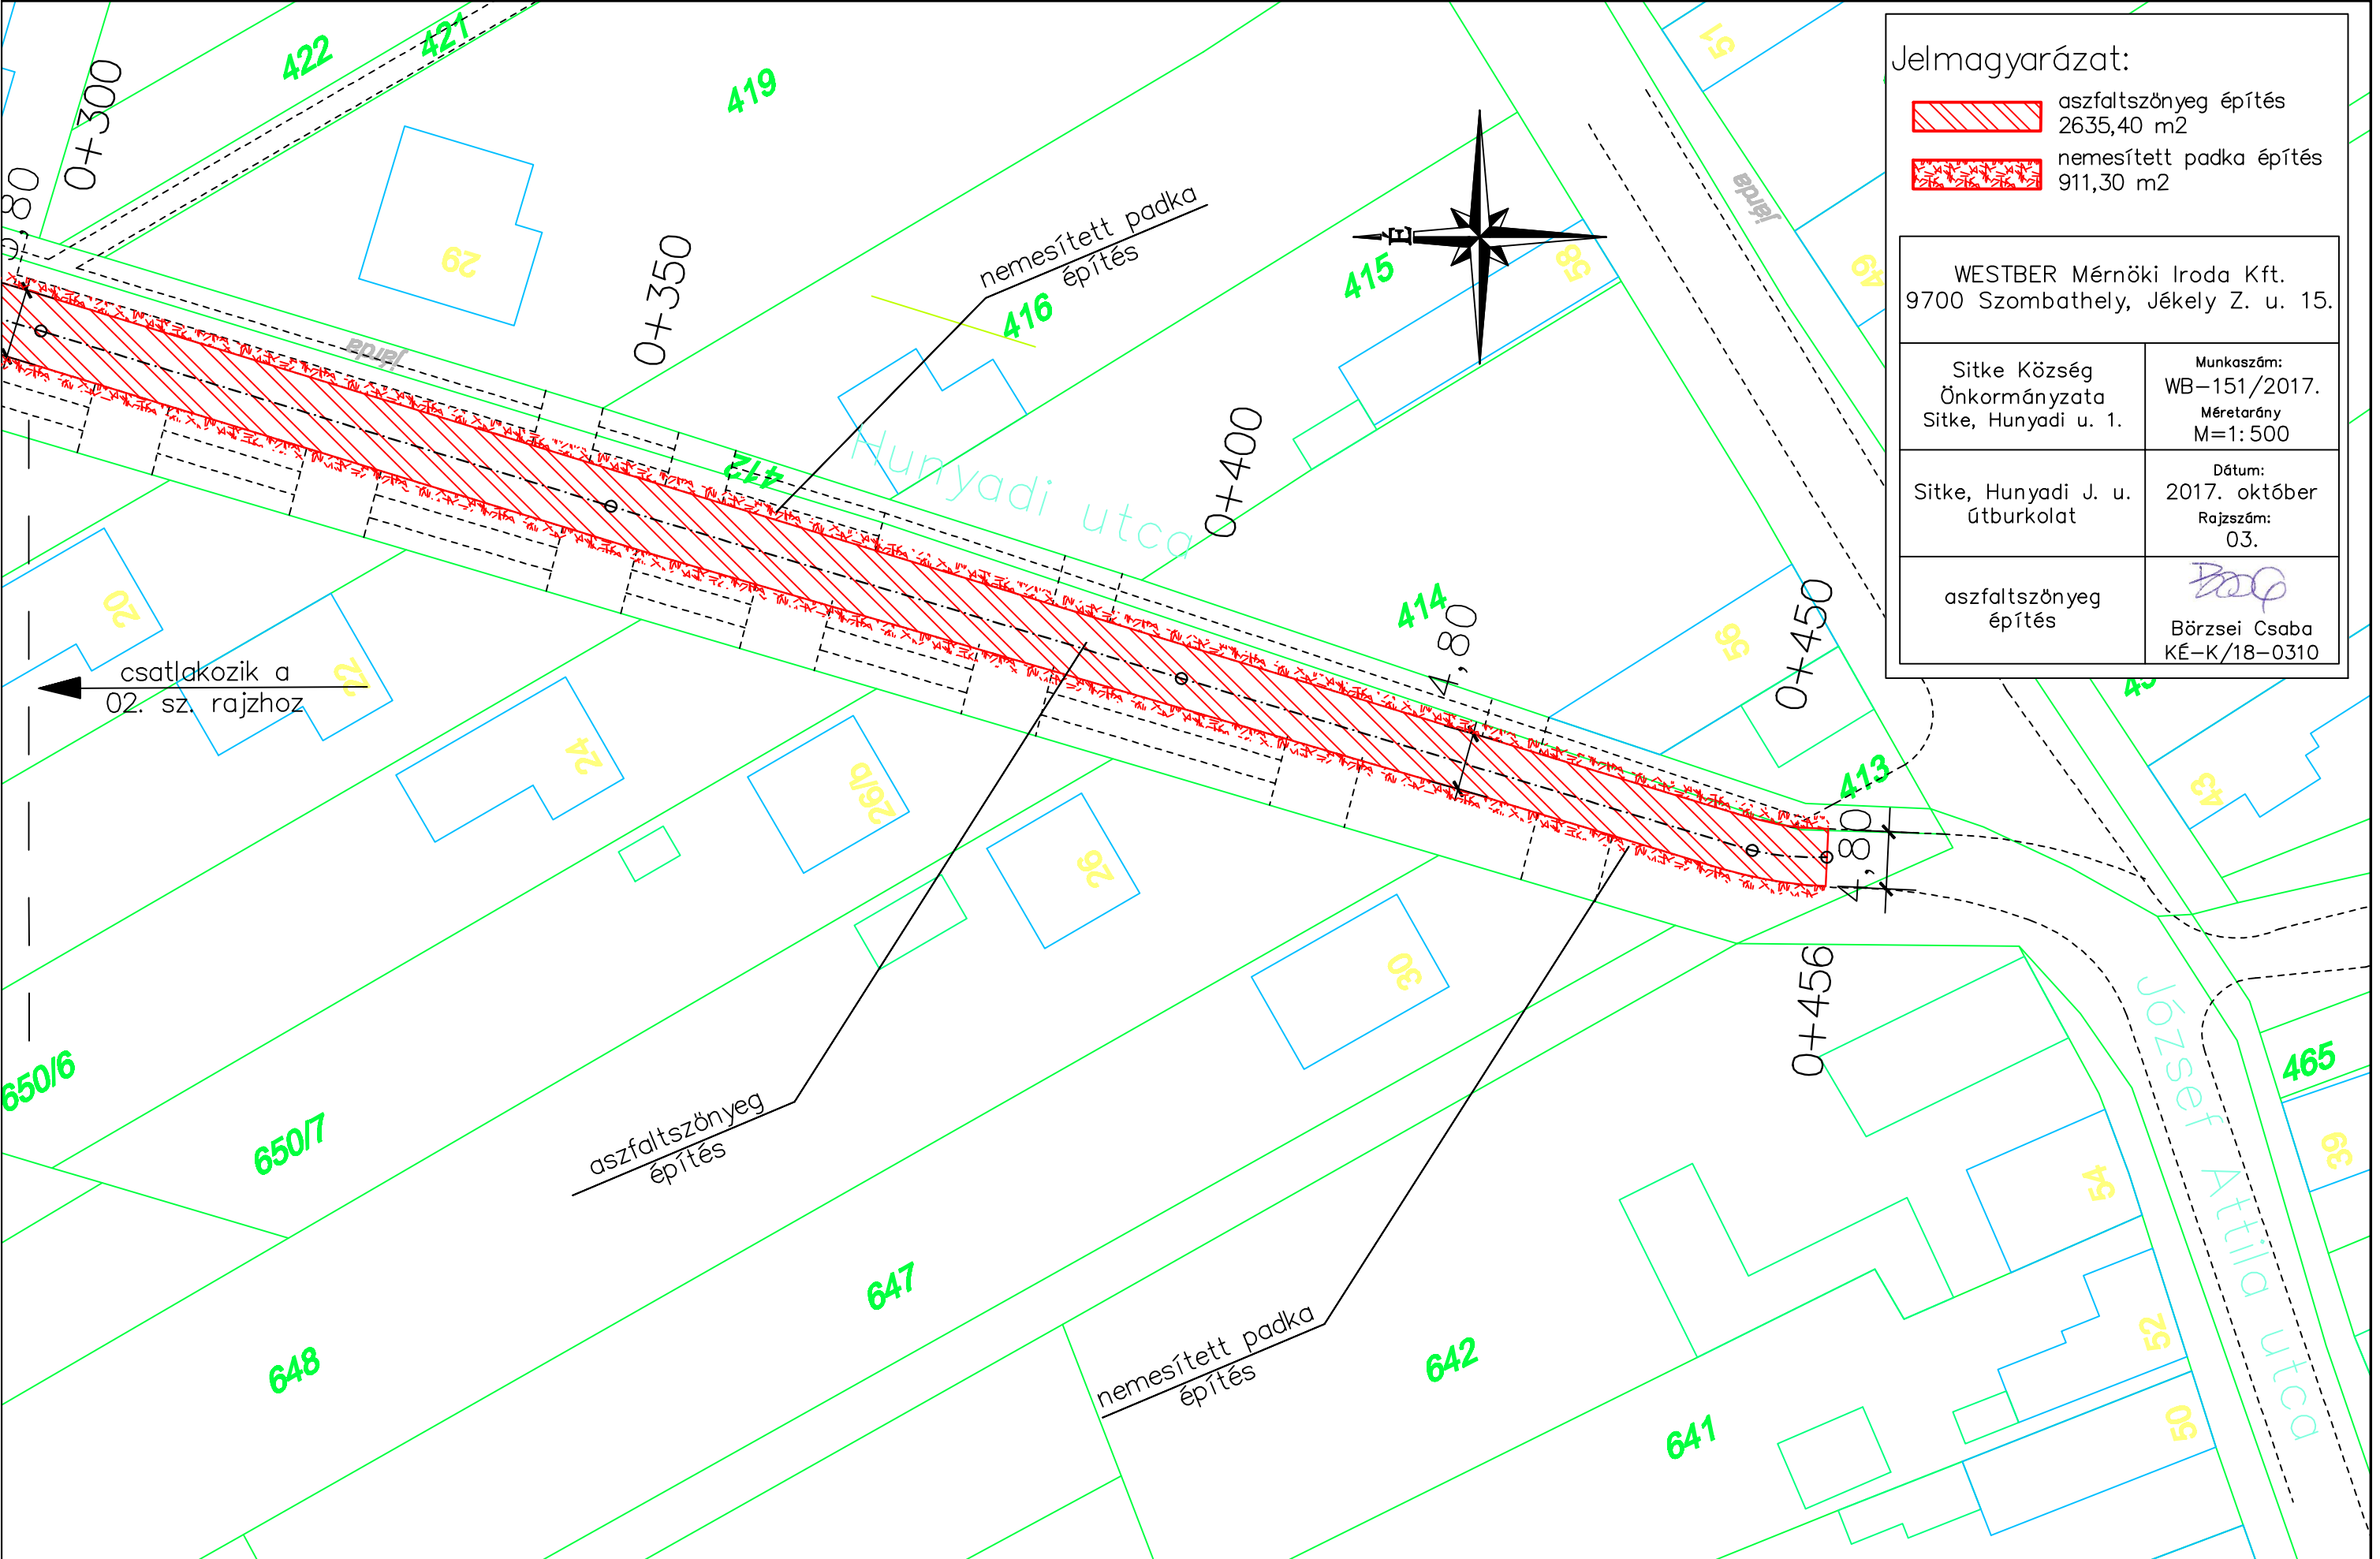 Jelmagyarázat:
aszfaltszőnyeg építés
2635,40 m2
nemesített padka építés
911,30 m2
WESTBER Mérnöki Iroda Kft.
9700 Szombathely, Jékely Z. u. 15.
Sitke Község
Önkormányzata
Sitke, Hunyadi u. 1.
Munkaszám:
WB-151/2017.
Méretarány
M=1:500
Sitke, Hunyadi J. u.
útburkolat
Dátum:
2017. október
Rajzszám:
03.
aszfaltszőnyeg
építés
Börzsei Csaba
KÉ-K/18-0310
422
421
419
0+300
29
járda
0+350
nemesített padka
építés
416
415
É
58
51
járda
49
412
Hunyadi utca
0+400
414
4,80
56
0+450
413
4,80
0+456
43
20
22
csatlakozik a
02. sz. rajzhoz
24
26/b
26
30
650/6
650/7
aszfaltszőnyeg
építés
648
647
nemesített padka
építés
642
641
József Attila utca
465
39
54
52
50